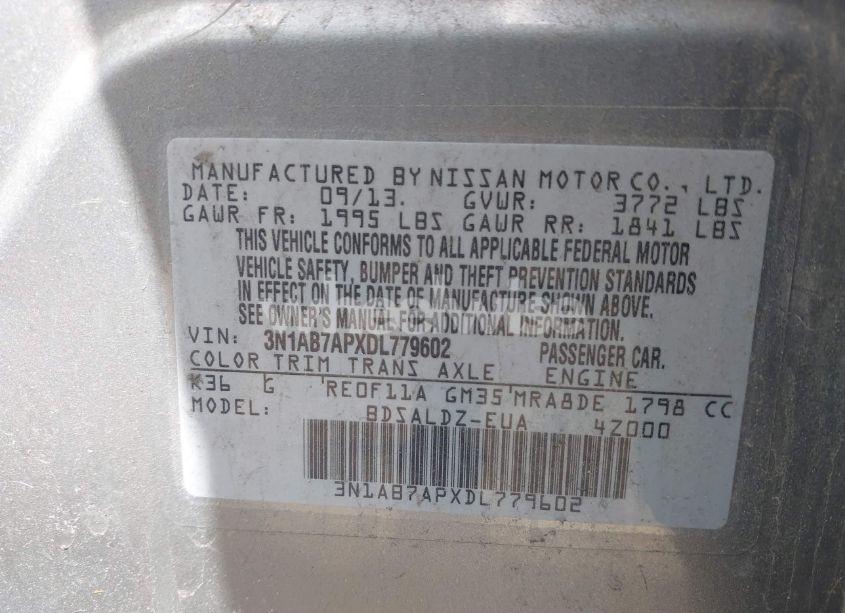 MANUFACTURED BY NISSAN MOTOR CO., LTD.
DATE: 09/13. GVWR: 3772 LBS
GAWR FR: 1995 LBS GAWR RR: 1841 LBS
THIS VEHICLE CONFORMS TO ALL APPLICABLE FEDERAL MOTOR
VEHICLE SAFETY, BUMPER AND THEFT PREVENTION STANDARDS
IN EFFECT ON THE DATE OF MANUFACTURE SHOWN ABOVE.
SEE OWNER'S MANUAL FOR ADDITIONAL INFORMATION.
VIN: 3N1AB7APXDL779602 PASSENGER CAR.
COLOR TRIM TRANS AXLE ENGINE
K36 G RE0F11A GM35 MRA8DE 1798 CC
MODEL: BDSALDZ-EUA 4Z000
3N1AB7APXDL779602